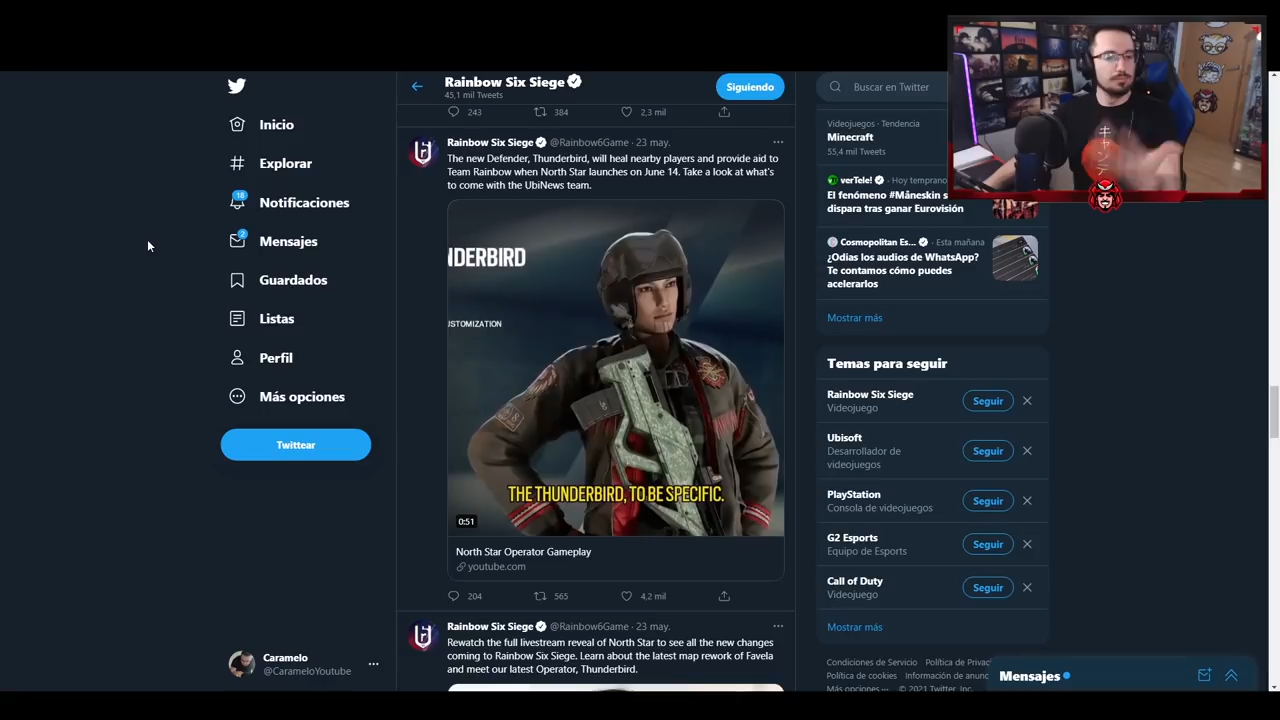 Inicio
Explorar
18
Notificaciones
2
Mensajes
Guardados
Listas
Perfil
Más opciones
Twittear
Caramelo
@CarameloYoutube
Rainbow Six Siege
45,1 mil Tweets
Siguiendo
243 384 2,3 mil
Rainbow Six Siege @Rainbow6Game · 23 may.
The new Defender, Thunderbird, will heal nearby players and provide aid to
Team Rainbow when North Star launches on June 14. Take a look at what's
to come with the UbiNews team.
NDERBIRD
USTOMIZATION
THE THUNDERBIRD, TO BE SPECIFIC.
0:51
North Star Operator Gameplay
youtube.com
204 565 4,2 mil
Rainbow Six Siege @Rainbow6Game · 23 may.
Rewatch the full livestream reveal of North Star to see all the new changes
coming to Rainbow Six Siege. Learn about the latest map rework of Favela
and meet our latest Operator, Thunderbird.
Buscar en Twitter
Videojuegos · Tendencia
Minecraft
55,4 mil Tweets
verTele! · Hoy temprano
El fenómeno #Måneskin s
dispara tras ganar Eurovisión
Cosmopolitan Es... · Esta mañana
¿Odias los audios de WhatsApp?
Te contamos cómo puedes
acelerarlos
Mostrar más
Temas para seguir
Rainbow Six Siege
Videojuego
Seguir
Ubisoft
Desarrollador de
videojuegos
Seguir
PlayStation
Consola de videojuegos
Seguir
G2 Esports
Equipo de Esports
Seguir
Call of Duty
Videojuego
Seguir
Mostrar más
Condiciones de Servicio Política de Privac
Política de cookies Información de anunc
Más opciones ··· © 2021 Twitter, Inc.
Mensajes
キャンデ